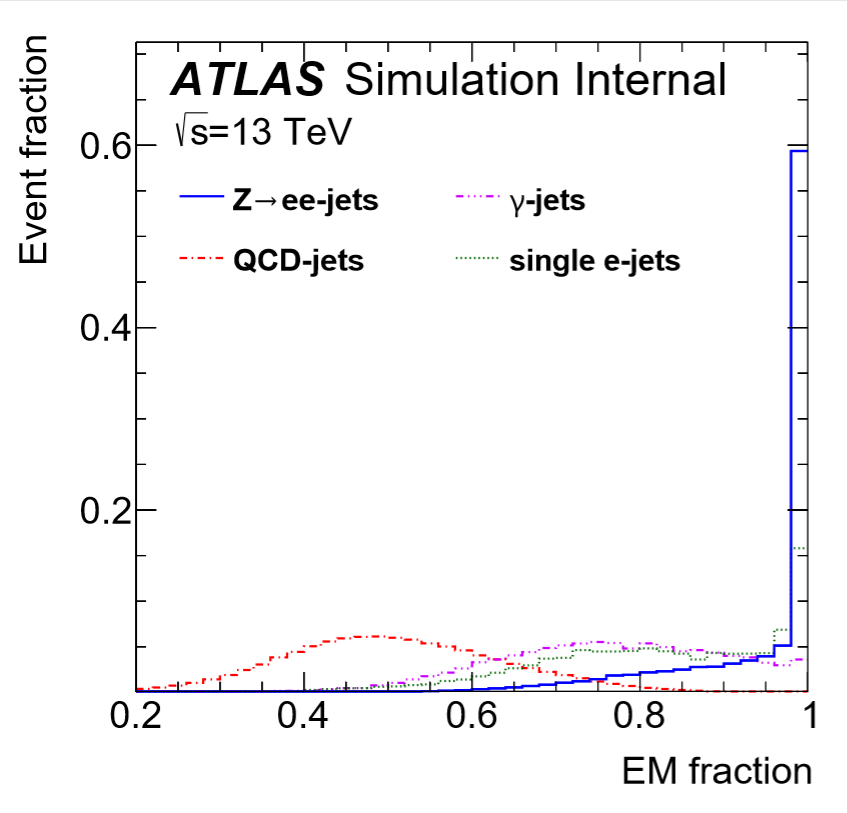 Event fraction
ATLAS Simulation Internal
√s=13 TeV
Z→ee-jets
γ-jets
QCD-jets
single e-jets
0.6
0.4
0.2
0.2 0.4 0.6 0.8 1
EM fraction